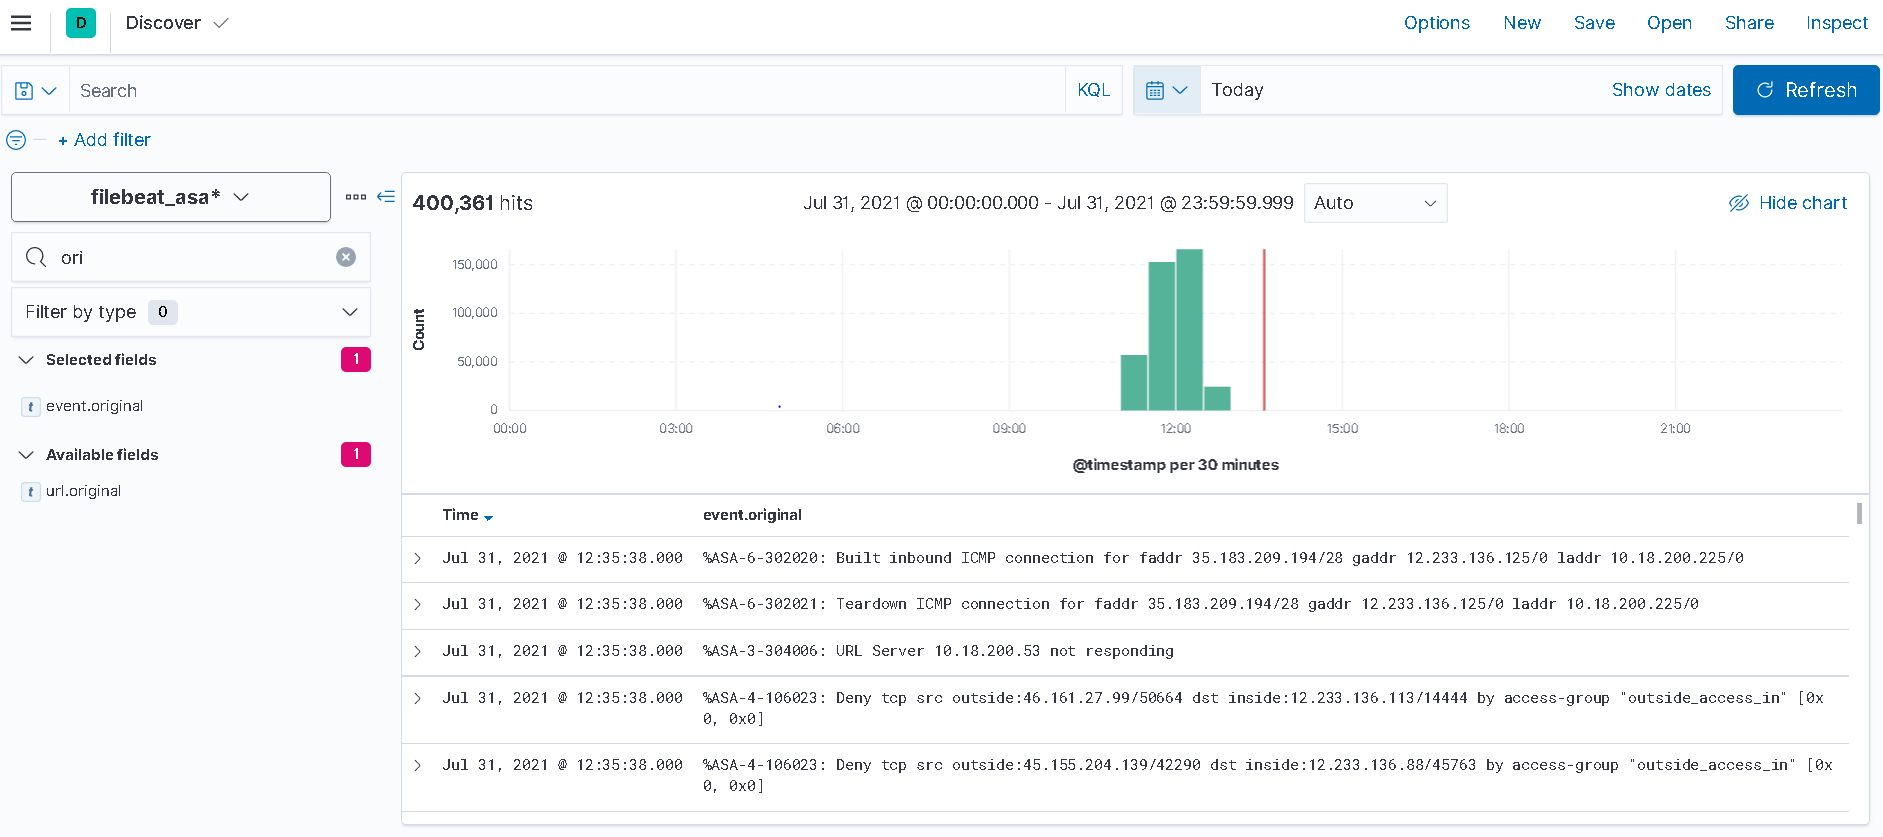 D Discover Options New Save Open Share Inspect
Search KQL Today Show dates Refresh
+ Add filter
filebeat_asa*
ori
Filter by type 0
Selected fields 1
t event.original
Available fields 1
t url.original
400,361 hits Jul 31, 2021 @ 00:00:00.000 - Jul 31, 2021 @ 23:59:59.999 Auto Hide chart
Count
150,000
100,000
50,000
0
00:00 03:00 06:00 09:00 12:00 15:00 18:00 21:00
@timestamp per 30 minutes
Time event.original
Jul 31, 2021 @ 12:35:38.000 %ASA-6-302020: Built inbound ICMP connection for faddr 35.183.209.194/28 gaddr 12.233.136.125/0 laddr 10.18.200.225/0
Jul 31, 2021 @ 12:35:38.000 %ASA-6-302021: Teardown ICMP connection for faddr 35.183.209.194/28 gaddr 12.233.136.125/0 laddr 10.18.200.225/0
Jul 31, 2021 @ 12:35:38.000 %ASA-3-304006: URL Server 10.18.200.53 not responding
Jul 31, 2021 @ 12:35:38.000 %ASA-4-106023: Deny tcp src outside:46.161.27.99/50664 dst inside:12.233.136.113/14444 by access-group "outside_access_in" [0x
0, 0x0]
Jul 31, 2021 @ 12:35:38.000 %ASA-4-106023: Deny tcp src outside:45.155.204.139/42290 dst inside:12.233.136.88/45763 by access-group "outside_access_in" [0x
0, 0x0]